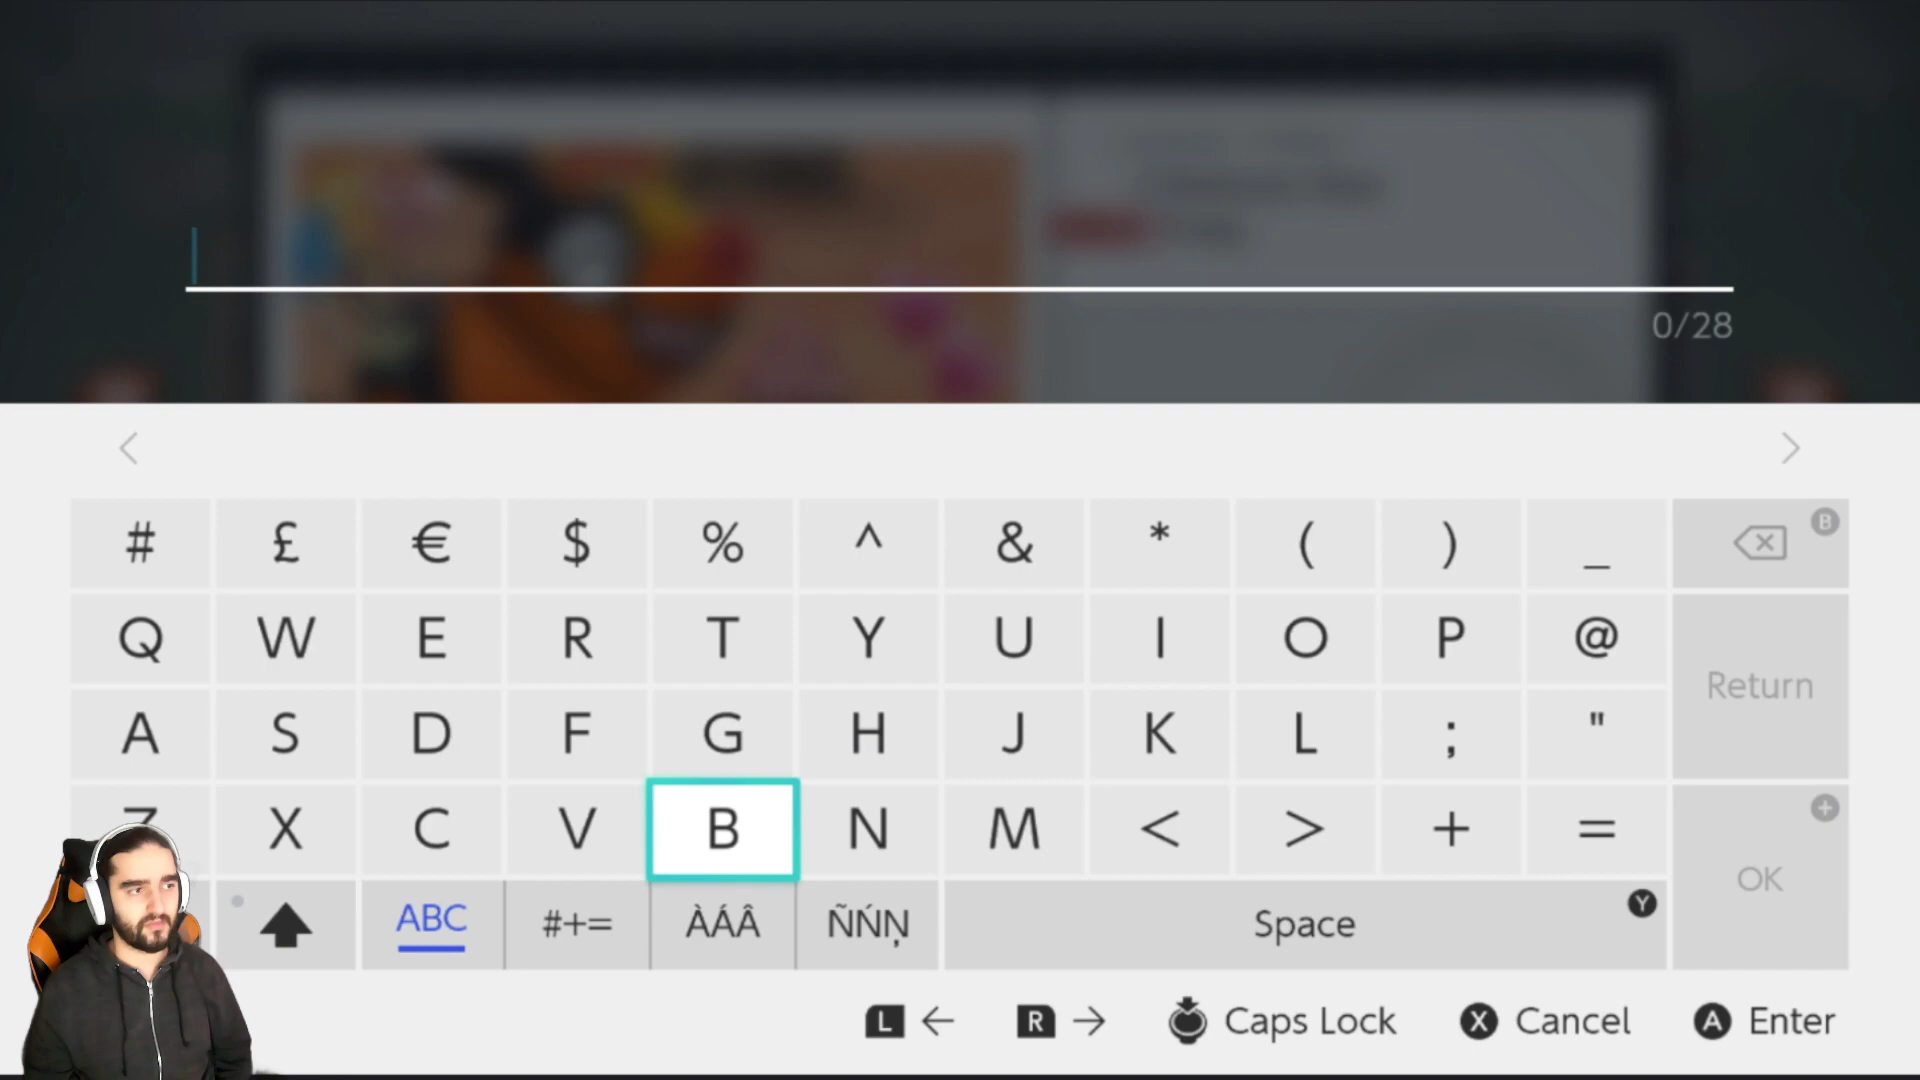 0/28
# £ € $ % ^ & * ( ) _ B
Q W E R T Y U I O P @ Return
A S D F G H J K L ; "
Z X C V B N M < > + = + OK
ABC #+= ÀÁÂ ÑŃŅ Space Y
L ← R → Caps Lock X Cancel A Enter